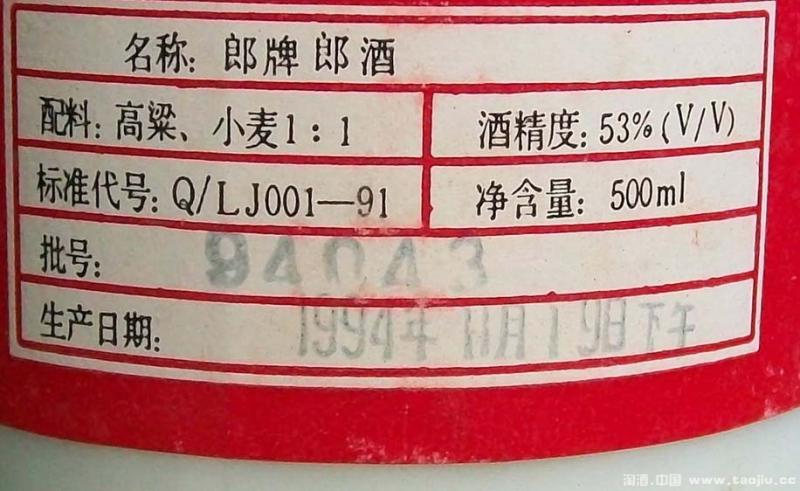 名称: 郎牌郎酒
配料: 高粱、小麦1:1 酒精度: 53%(V/V)
标准代号: Q/LJ001—91 净含量: 500ml
批号: 94043
生产日期: 1994年11月19日下午
淘酒.中国 www.taojiu.cc